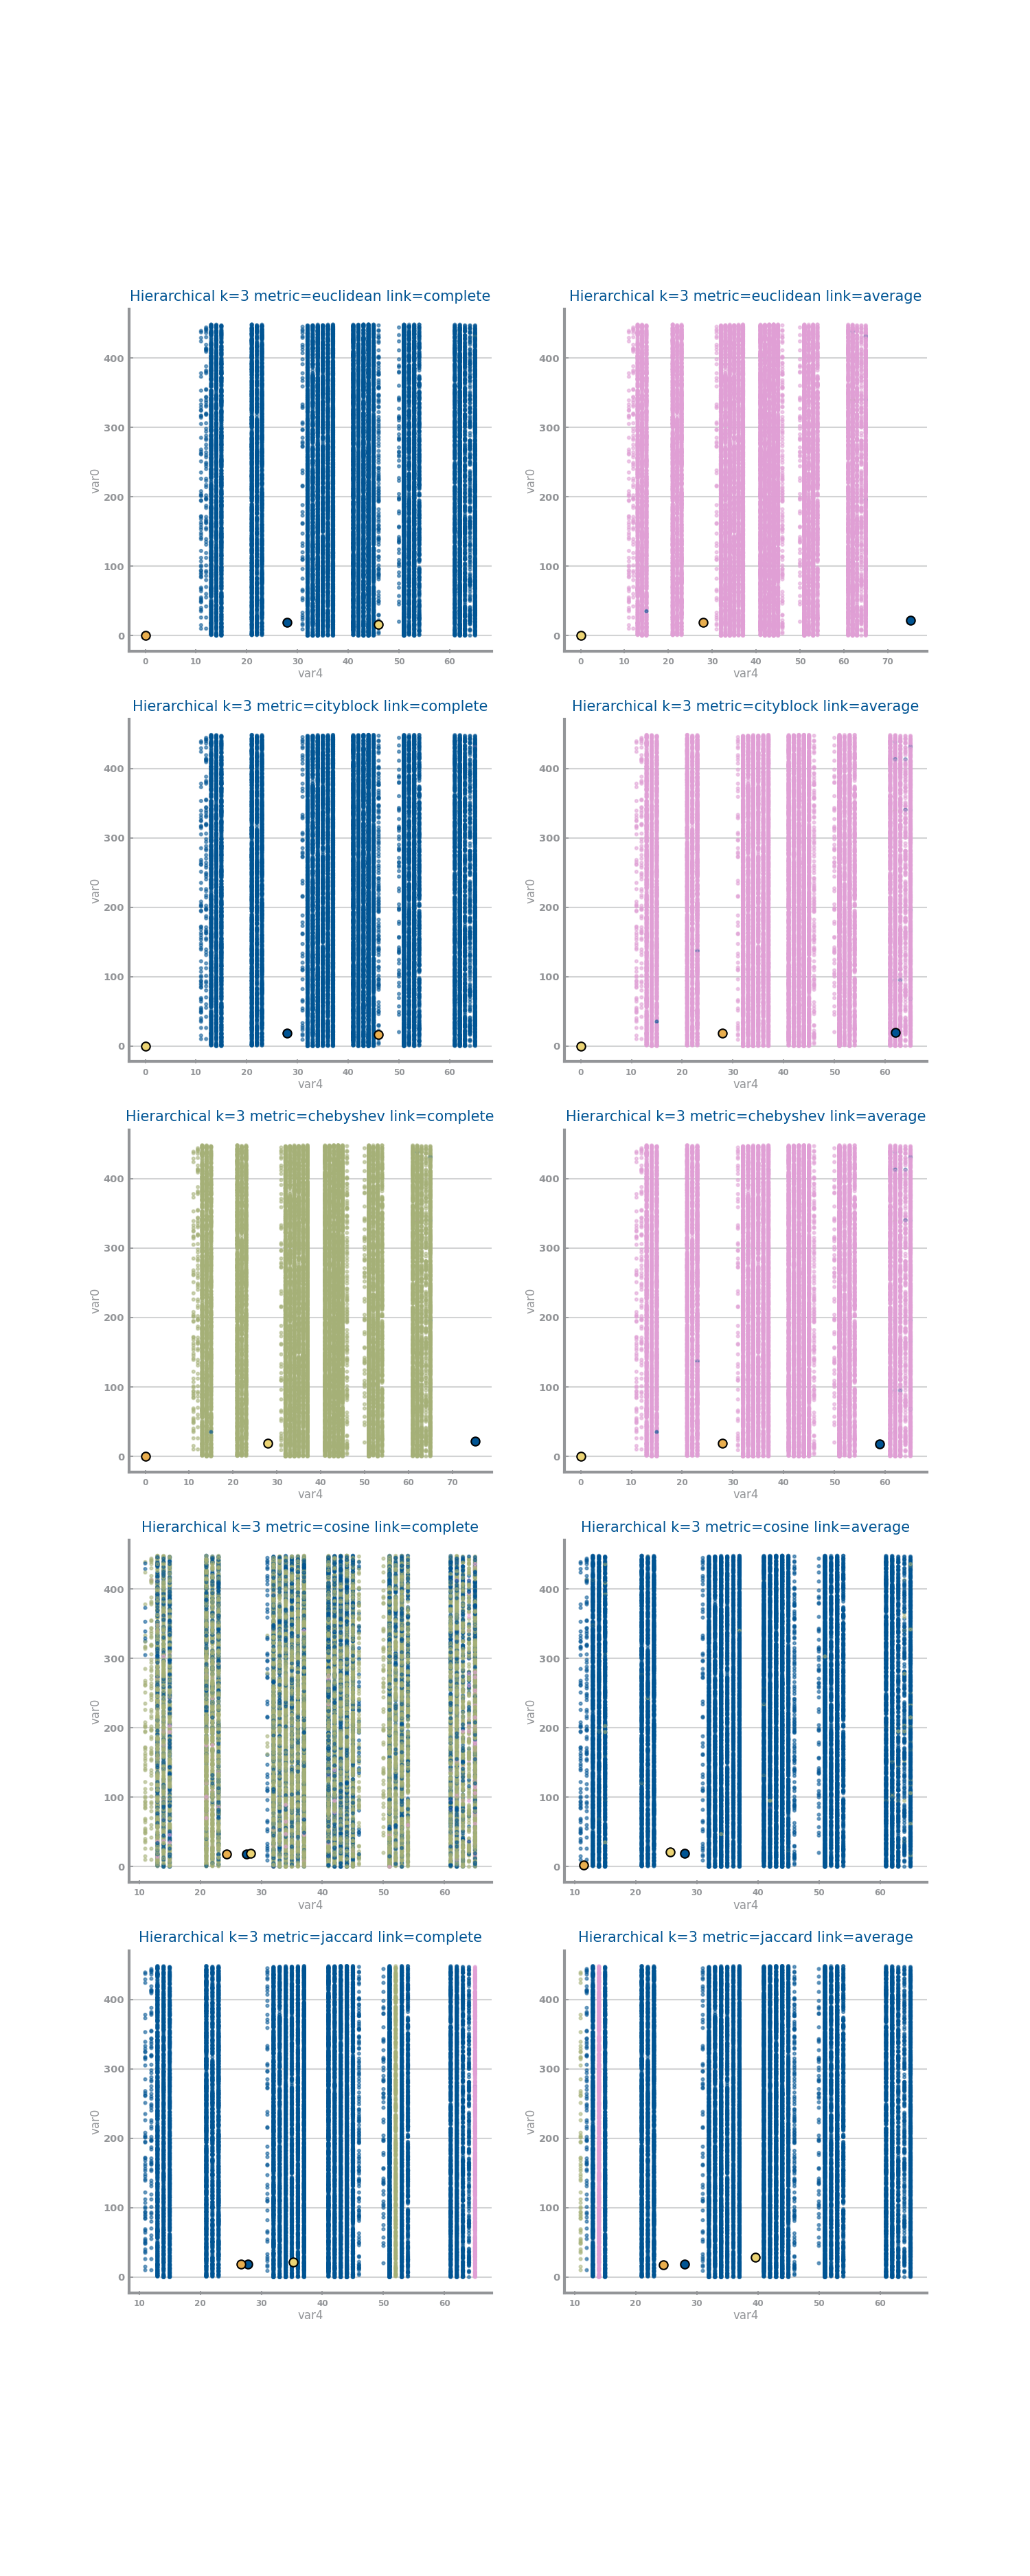 Hierarchical k=3 metric=euclidean link=complete
400
300
200
100
0
var0
0 10 20 30 40 50 60
var4
Hierarchical k=3 metric=euclidean link=average
400
300
200
100
0
var0
0 10 20 30 40 50 60 70
var4
Hierarchical k=3 metric=cityblock link=complete
400
300
200
100
0
var0
0 10 20 30 40 50 60
var4
Hierarchical k=3 metric=cityblock link=average
400
300
200
100
0
var0
0 10 20 30 40 50 60
var4
Hierarchical k=3 metric=chebyshev link=complete
400
300
200
100
0
var0
0 10 20 30 40 50 60 70
var4
Hierarchical k=3 metric=chebyshev link=average
400
300
200
100
0
var0
0 10 20 30 40 50 60
var4
Hierarchical k=3 metric=cosine link=complete
400
300
200
100
0
var0
10 20 30 40 50 60
var4
Hierarchical k=3 metric=cosine link=average
400
300
200
100
0
var0
10 20 30 40 50 60
var4
Hierarchical k=3 metric=jaccard link=complete
400
300
200
100
0
var0
10 20 30 40 50 60
var4
Hierarchical k=3 metric=jaccard link=average
400
300
200
100
0
var0
10 20 30 40 50 60
var4